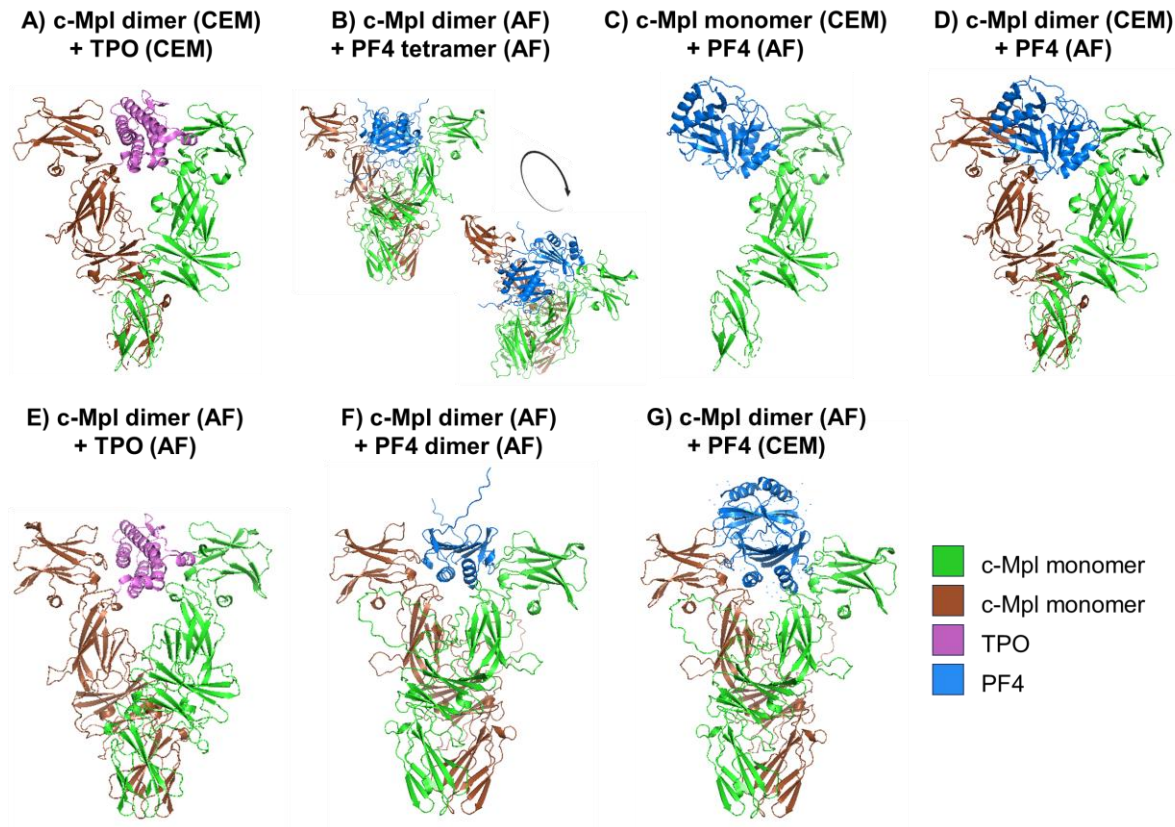 A) c-Mpl dimer (CEM)
+ TPO (CEM)
B) c-Mpl dimer (AF)
+ PF4 tetramer (AF)
C) c-Mpl monomer (CEM)
+ PF4 (AF)
D) c-Mpl dimer (CEM)
+ PF4 (AF)
E) c-Mpl dimer (AF)
+ TPO (AF)
F) c-Mpl dimer (AF)
+ PF4 dimer (AF)
G) c-Mpl dimer (AF)
+ PF4 (CEM)
c-Mpl monomer
c-Mpl monomer
TPO
PF4